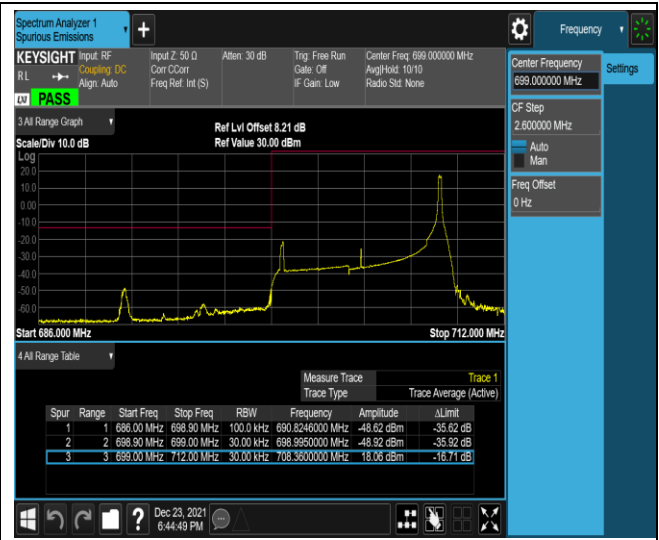 Spectrum Analyzer 1
Spurious Emissions
Frequency
KEYSIGHT Input: RF Input Z: 50 Ω Atten: 30 dB Trig: Free Run Center Freq: 699.000000 MHz
RL Coupling: DC Corr CCorr Gate: Off Avg|Hold: 10/10
Align: Auto Freq Ref: Int (S) IF Gain: Low Radio Std: None
LXI PASS
Center Frequency
699.000000 MHz
Settings
CF Step
2.600000 MHz
Auto
Man
Freq Offset
0 Hz
3 All Range Graph
Ref Lvl Offset 8.21 dB
Scale/Div 10.0 dB Ref Value 30.00 dBm
Log
20.0
10.0
0.00
-10.0
-20.0
-30.0
-40.0
-50.0
-60.0
Start 686.000 MHz Stop 712.000 MHz
4 All Range Table
Measure Trace Trace 1
Trace Type Trace Average (Active)
Spur Range Start Freq Stop Freq RBW Frequency Amplitude ΔLimit
1 1 686.00 MHz 698.90 MHz 100.0 kHz 690.8246000 MHz -48.62 dBm -35.62 dB
2 2 698.90 MHz 699.00 MHz 30.00 kHz 698.9950000 MHz -48.92 dBm -35.92 dB
3 3 699.00 MHz 712.00 MHz 30.00 kHz 708.3600000 MHz 18.06 dBm -16.71 dB
Dec 23, 2021
6:44:49 PM